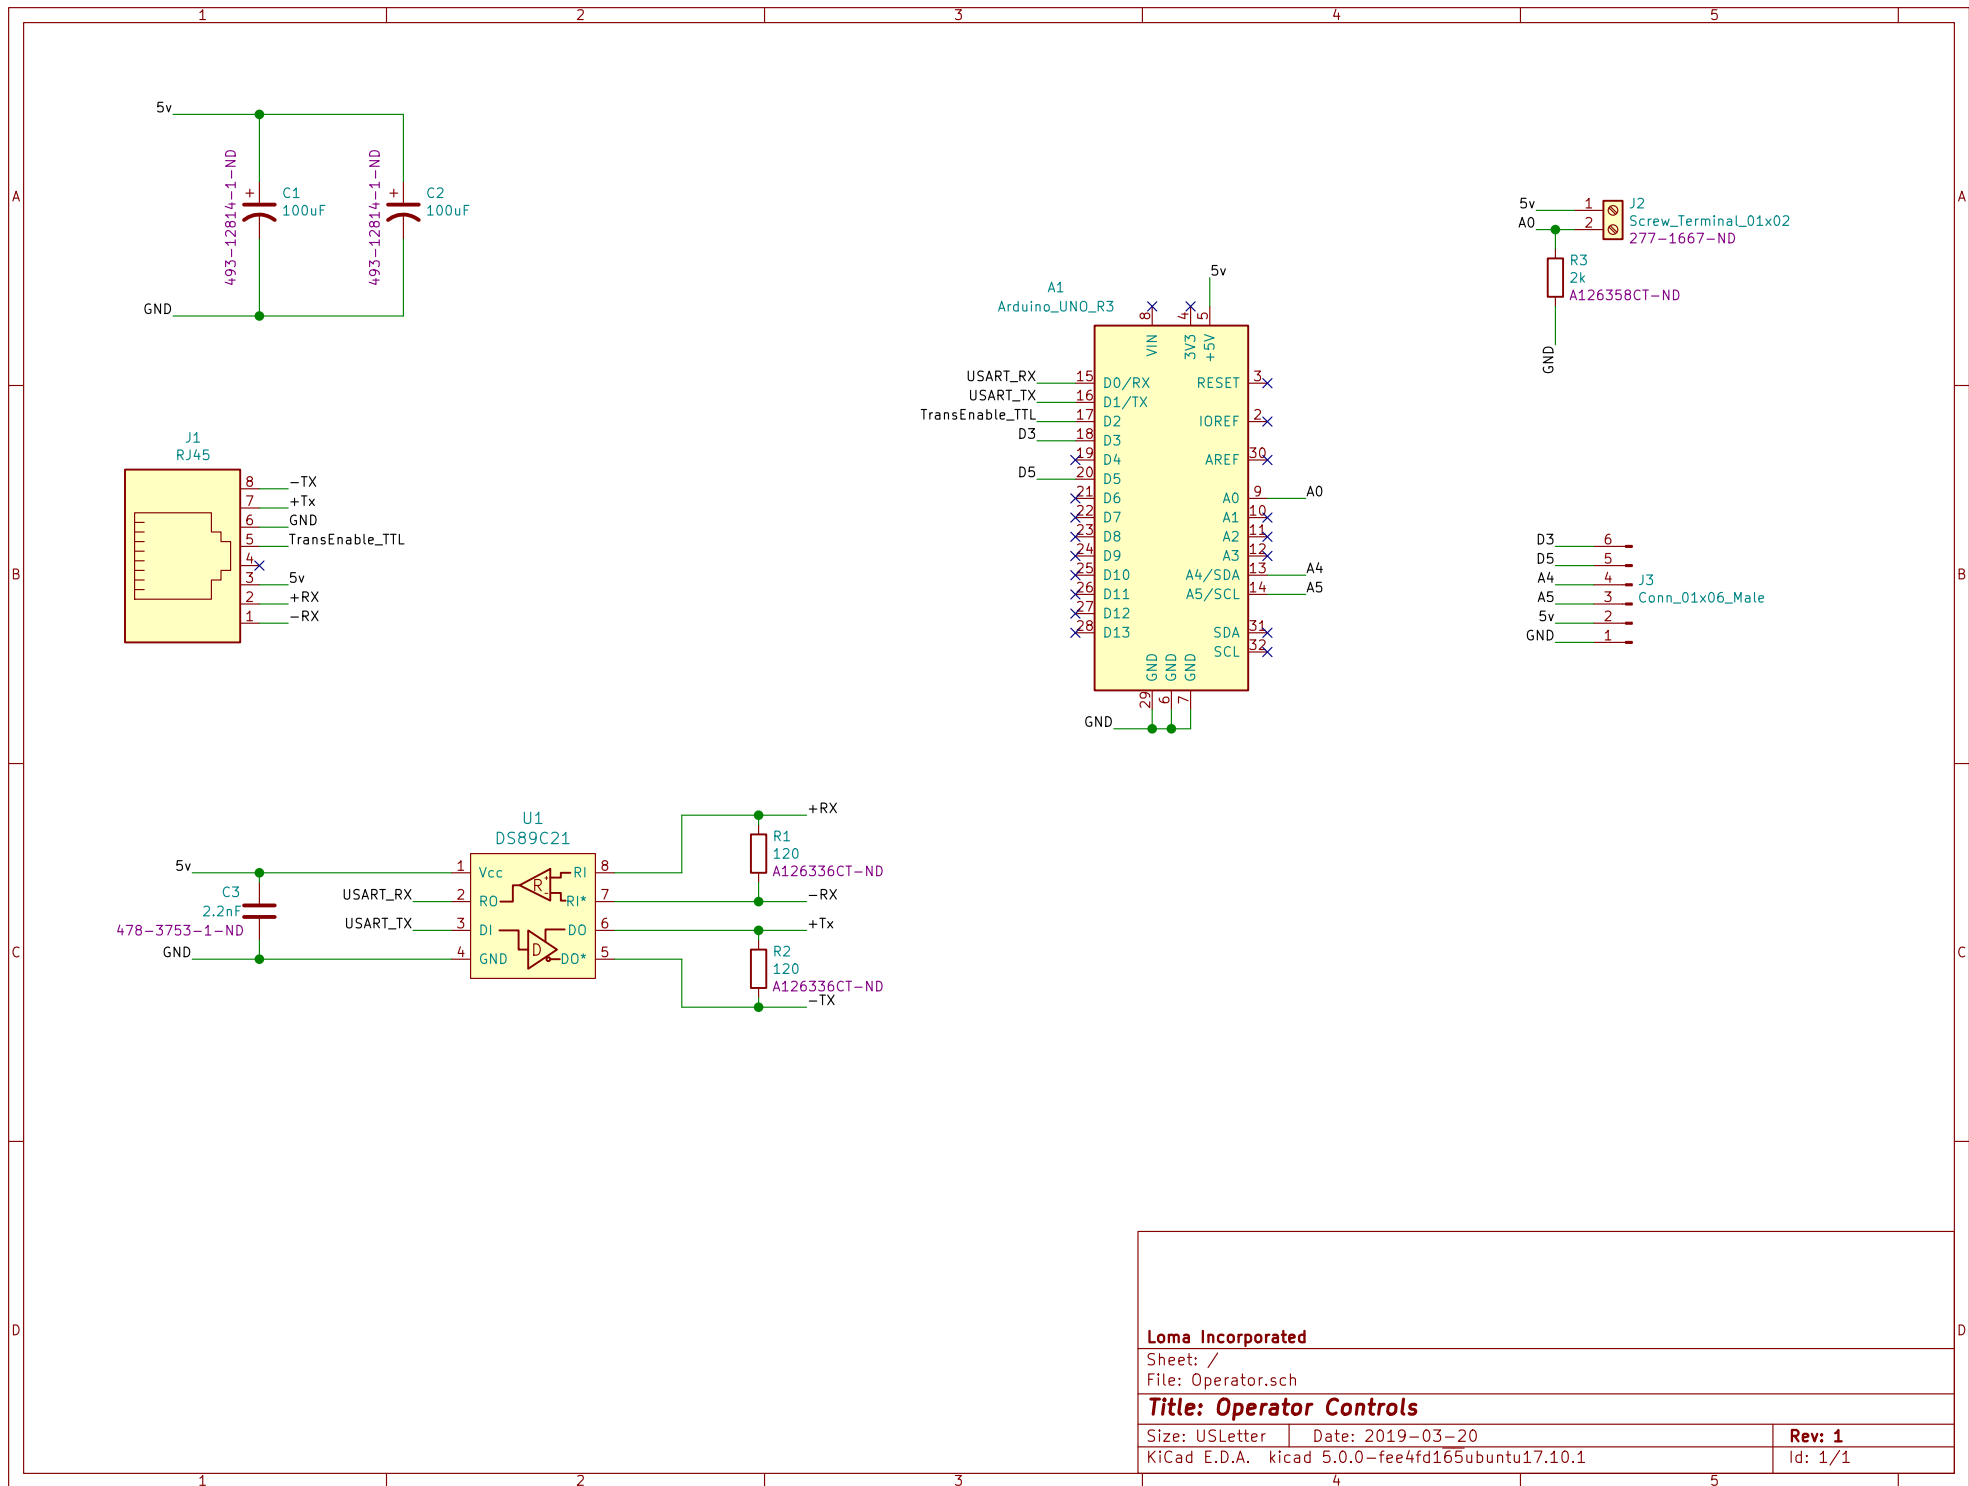 1 2 3 4 5
A A
B B
C C
D D
5v
493-12814-1-ND
+ C1
100uF
493-12814-1-ND
+ C2
100uF
GND
J1
RJ45
8 -TX
7 +Tx
6 GND
5 TransEnable_TTL
4
3 5v
2 +RX
1 -RX
U1
DS89C21
5v 1 Vcc
USART_RX 2 RO
USART_TX 3 DI
GND 4 GND
RI 8
RI* 7
DO 6
DO* 5
R
+
-
D
C3
2.2nF
478-3753-1-ND
+RX
R1
120
A126336CT-ND
-RX
+Tx
R2
120
A126336CT-ND
-TX
A1
Arduino_UNO_R3
5v
8 4 5
VIN 3V3 +5V
USART_RX 15 D0/RX
USART_TX 16 D1/TX
TransEnable_TTL 17 D2
D3 18 D3
19 D4
D5 20 D5
21 D6
22 D7
23 D8
24 D9
25 D10
26 D11
27 D12
28 D13
RESET 3
IOREF 2
AREF 30
A0 9 A0
A1 10
A2 11
A3 12
A4/SDA 13 A4
A5/SCL 14 A5
SDA 31
SCL 32
GND GND GND
29 6 7
GND
5v 1 J2
A0 2 Screw_Terminal_01x02
277-1667-ND
R3
2k
A126358CT-ND
GND
D3 6
D5 5
A4 4
A5 3
5v 2
GND 1
J3
Conn_01x06_Male
Loma Incorporated
Sheet: /
File: Operator.sch
Title: Operator Controls
Size: USLetter Date: 2019-03-20 Rev: 1
KiCad E.D.A. kicad 5.0.0-fee4fd165ubuntu17.10.1 Id: 1/1
1 2 3 4 5